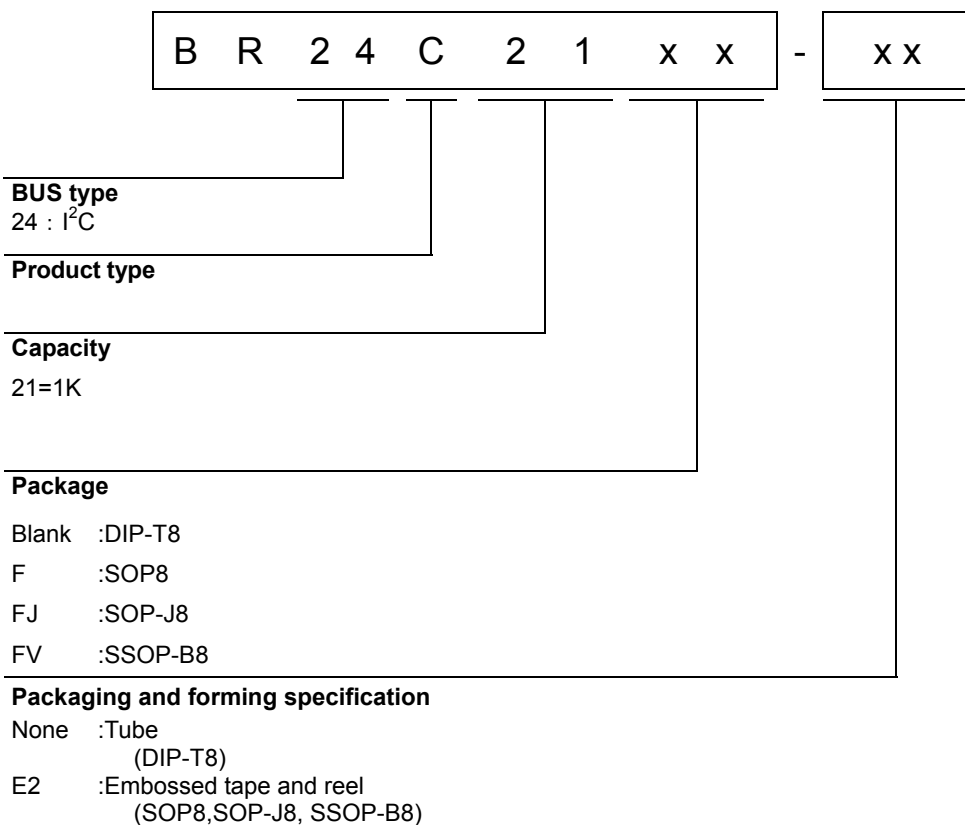 B R 2 4 C 2 1 x x - x x
BUS type
24 : I²C
Product type
Capacity
21=1K
Package
Blank :DIP-T8
F :SOP8
FJ :SOP-J8
FV :SSOP-B8
Packaging and forming specification
None :Tube
(DIP-T8)
E2 :Embossed tape and reel
(SOP8,SOP-J8, SSOP-B8)